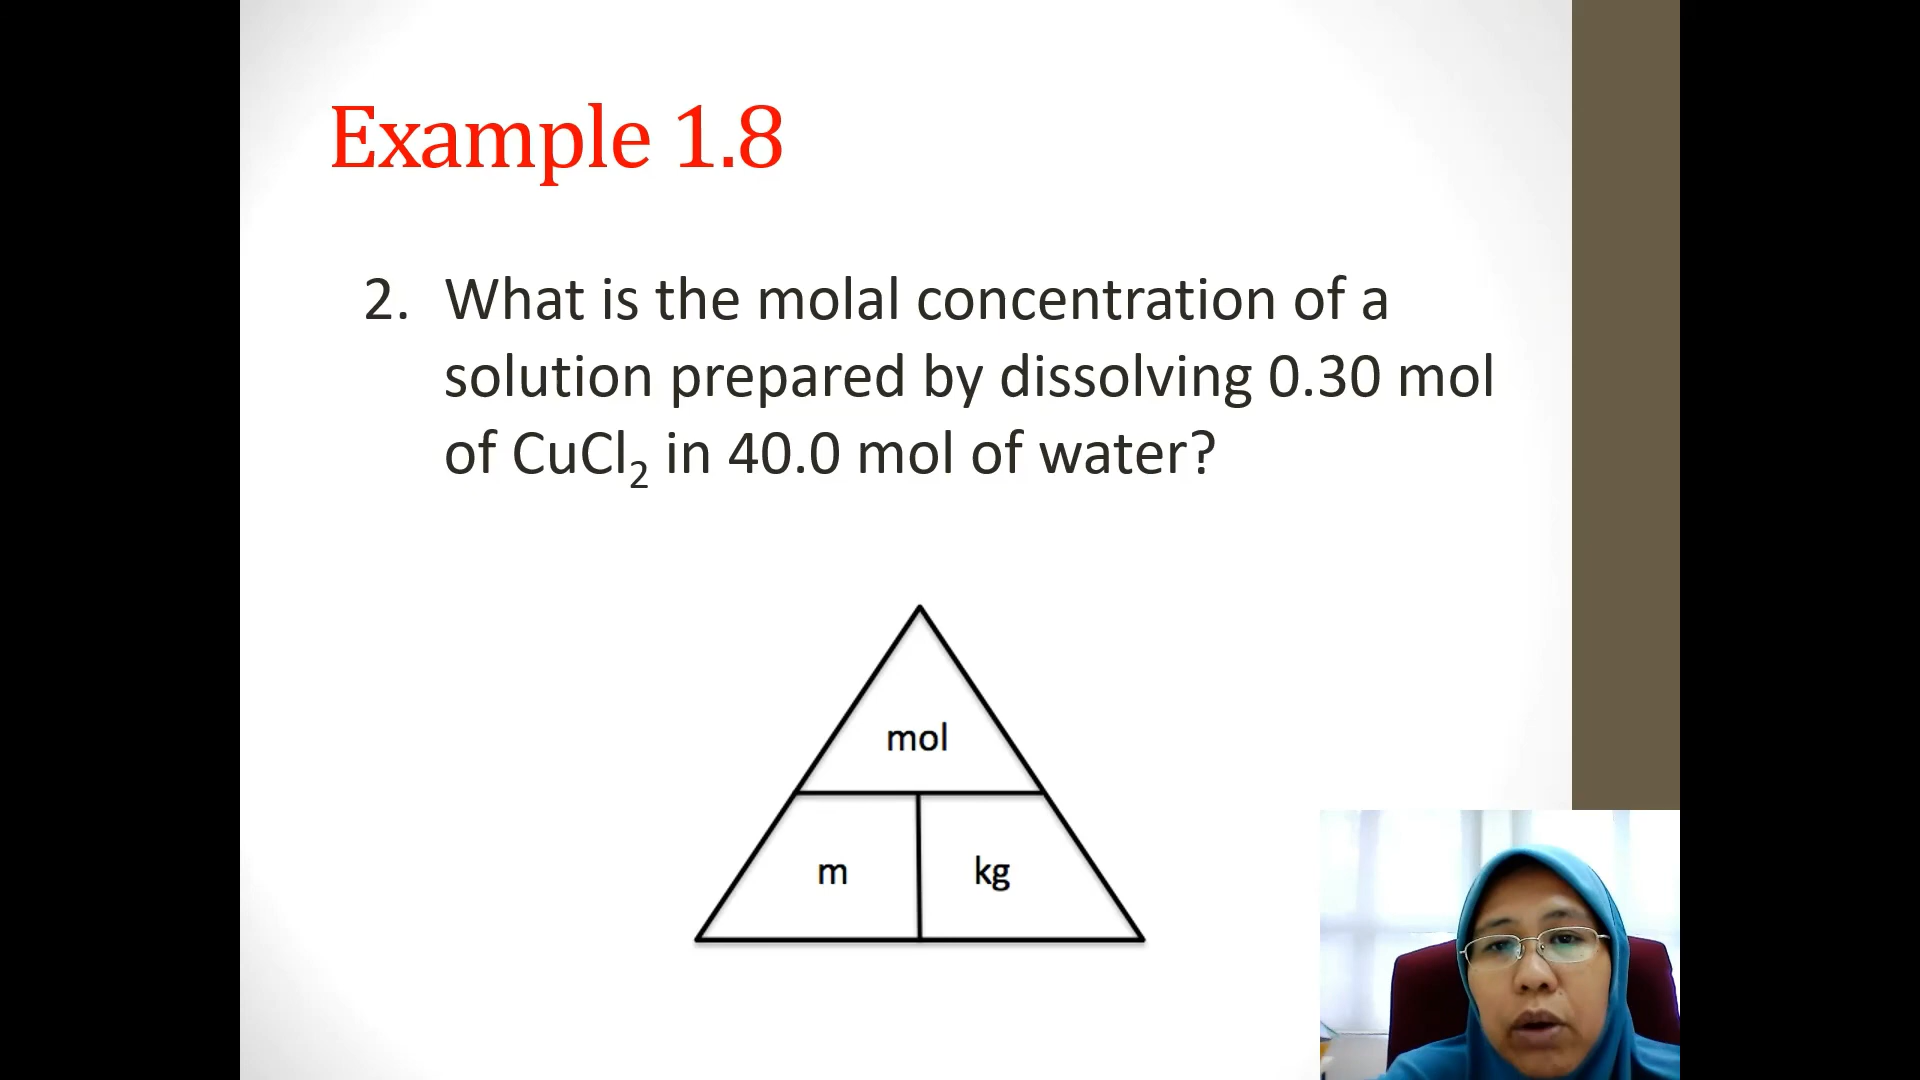 Example 1.8
2. What is the molal concentration of a
solution prepared by dissolving 0.30 mol
of CuCl₂ in 40.0 mol of water?
mol
m
kg